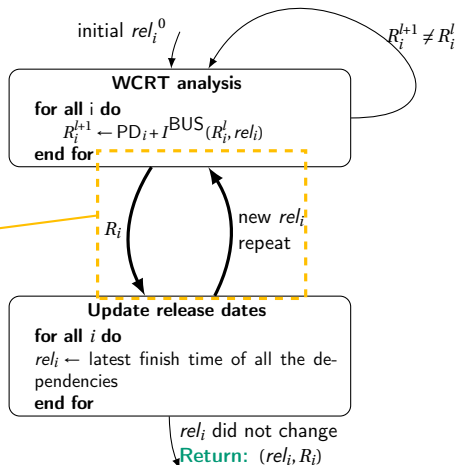 initial rel_i^0
R_i^{l+1} ≠ R_i^l
WCRT analysis
for all i do
R_i^{l+1} ← PD_i + I^{BUS}(R_i^l, rel_i)
end for
R_i
new rel_i
repeat
Update release dates
for all i do
rel_i ← latest finish time of all the de-
pendencies
end for
rel_i did not change
Return: (rel_i, R_i)